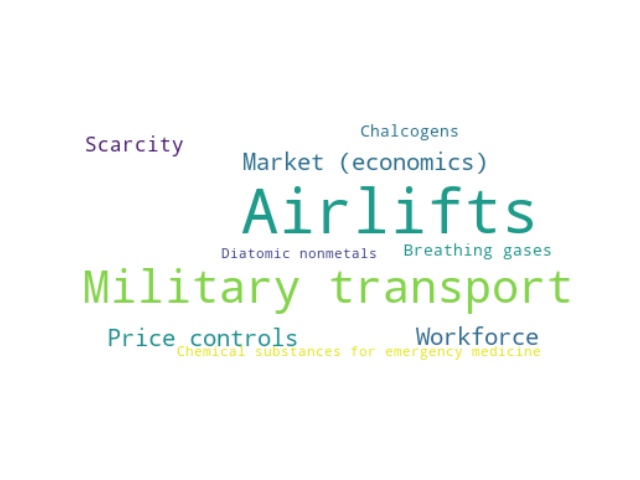 Chalcogens
Scarcity
Market (economics)
Airlifts
Diatomic nonmetals
Breathing gases
Military transport
Price controls
Workforce
Chemical substances for emergency medicine